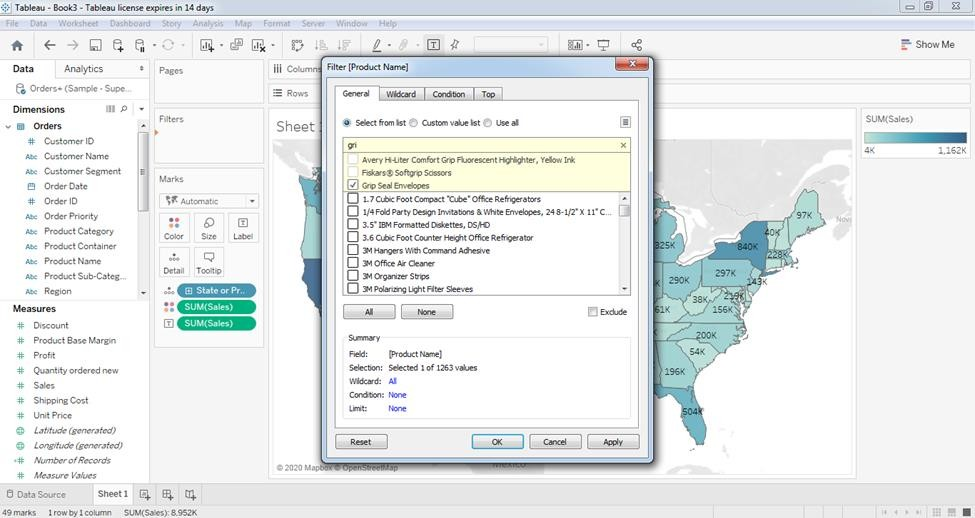 Tableau - Book3 - Tableau license expires in 14 days
File Data Worksheet Dashboard Story Analysis Map Format Server Window Help
Show Me
Data Analytics
Orders+ (Sample - Supe...
Dimensions
Orders
Customer ID
Abc Customer Name
Abc Customer Segment
Order Date
Order ID
Abc Order Priority
Abc Product Category
Abc Product Container
Abc Product Name
Abc Product Sub-Categ...
Abc Region
Measures
Discount
Product Base Margin
Profit
Quantity ordered new
Sales
Shipping Cost
Unit Price
Latitude (generated)
Longitude (generated)
Number of Records
Measure Values
Pages
Filters
Marks
Automatic
Color Size Label
Detail Tooltip
State or Pr..
SUM(Sales)
SUM(Sales)
Columns
Rows
Sheet 1
Filter [Product Name]
General Wildcard Condition Top
Select from list Custom value list Use all
gri
Avery Hi-Liter Comfort Grip Fluorescent Highlighter, Yellow Ink
Fiskars® Softgrip Scissors
Grip Seal Envelopes
1.7 Cubic Foot Compact "Cube" Office Refrigerators
1/4 Fold Party Design Invitations & White Envelopes, 24 8-1/2" X 11" C...
3.5" IBM Formatted Diskettes, DS/HD
3.6 Cubic Foot Counter Height Office Refrigerator
3M Hangers With Command Adhesive
3M Office Air Cleaner
3M Organizer Strips
3M Polarizing Light Filter Sleeves
All None Exclude
Summary
Field: [Product Name]
Selection: Selected 1 of 1263 values
Wildcard: All
Condition: None
Limit: None
Reset OK Cancel Apply
97K
40K
325K 840K
228K
290K 297K
143K
38K 219K
61K 156K
200K
54K
196K
504K
Mexico
© 2020 Mapbox © OpenStreetMap
SUM(Sales)
4K 1,162K
Data Source Sheet 1
49 marks 1 row by 1 column SUM(Sales): 8,952K